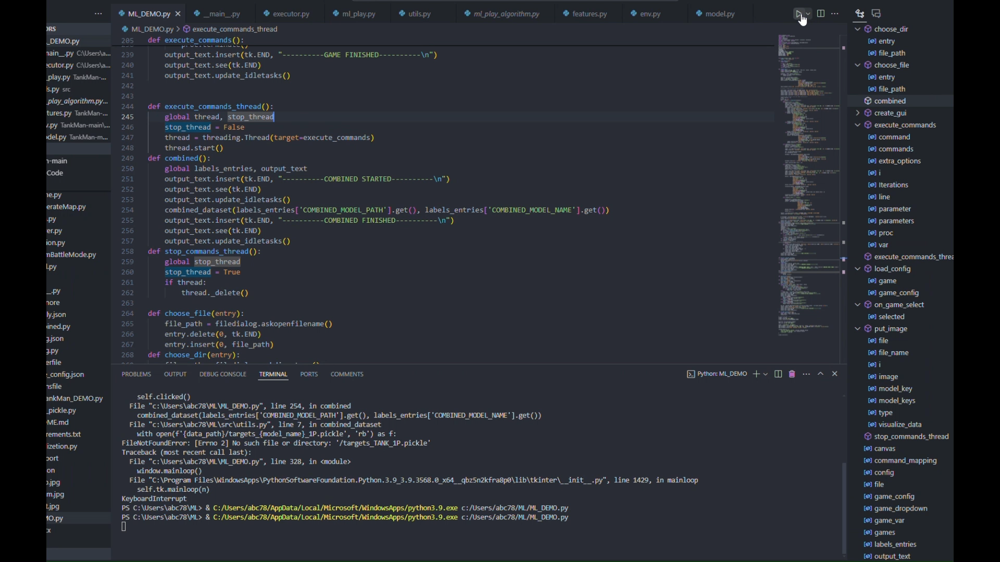 ML_DEMO.py
__main__.py
executor.py
ml_play.py
utils.py
ml_play_algorithm.py
features.py
env.py
model.py
ML_DEMO.py > execute_commands_thread
ORS
_DEMO.py
nain__.py C:\Users\a...
ecutor.py C:\Users\a...
_play.py TankMan-...
ls.py src
_play_algorithm.py...
tures.py TankMan-...
v.py TankMan-main\...
odel.py TankMan-m...
n-main
Code
ne.py
erateMap.py
.py
er.py
ion.py
mBattleMode.py
l.py
__.py
nore
ly.json
ined.py
g.json
g.py
erfile
e_config.json
nsfile
ankMan_DEMO.py
_pickle.py
ME.md
rements.txt
izetion.py
port
on
o.jpg
m.jpg
t.jpg
MO.py
205 def execute_commands():
proc.terminate()
239 output_text.insert(tk.END, "----------GAME FINISHED----------\n")
240 output_text.see(tk.END)
241 output_text.update_idletasks()
242
243
244 def execute_commands_thread():
245 global thread, stop_thread
246 stop_thread = False
247 thread = threading.Thread(target=execute_commands)
248 thread.start()
249 def combined():
250 global labels_entries, output_text
251 output_text.insert(tk.END, "----------COMBINED STARTED----------\n")
252 output_text.see(tk.END)
253 output_text.update_idletasks()
254 combined_dataset(labels_entries['COMBINED_MODEL_PATH'].get(), labels_entries['COMBINED_MODEL_NAME'].get())
255 output_text.insert(tk.END, "----------COMBINED FINISHED----------\n")
256 output_text.see(tk.END)
257 output_text.update_idletasks()
258 def stop_commands_thread():
259 global stop_thread
260 stop_thread = True
261 if thread:
262 thread._delete()
263
264 def choose_file(entry):
265 file_path = filedialog.askopenfilename()
266 entry.delete(0, tk.END)
267 entry.insert(0, file_path)
268 def choose_dir(entry):
PROBLEMS OUTPUT DEBUG CONSOLE TERMINAL PORTS COMMENTS
Python: ML_DEMO
self.clicked()
File "c:\Users\abc78\ML\ML_DEMO.py", line 254, in combined
combined_dataset(labels_entries['COMBINED_MODEL_PATH'].get(), labels_entries['COMBINED_MODEL_NAME'].get())
File "c:\Users\abc78\ML\src\utils.py", line 7, in combined_dataset
with open(f'{data_path}/targets_{model_name}_1P.pickle', 'rb') as f:
FileNotFoundError: [Errno 2] No such file or directory: '/targets_TANK_1P.pickle'
Traceback (most recent call last):
File "c:\Users\abc78\ML\ML_DEMO.py", line 328, in <module>
window.mainloop()
File "C:\Program Files\WindowsApps\PythonSoftwareFoundation.Python.3.9_3.9.3568.0_x64__qbz5n2kfra8p0\lib\tkinter\__init__.py", line 1429, in mainloop
self.tk.mainloop(n)
KeyboardInterrupt
PS C:\Users\abc78\ML> & C:/Users/abc78/AppData/Local/Microsoft/WindowsApps/python3.9.exe c:/Users/abc78/ML/ML_DEMO.py
PS C:\Users\abc78\ML> & C:/Users/abc78/AppData/Local/Microsoft/WindowsApps/python3.9.exe c:/Users/abc78/ML/ML_DEMO.py
choose_dir
entry
file_path
choose_file
entry
file_path
combined
create_gui
execute_commands
command
commands
extra_options
i
Iterations
line
parameter
parameters
proc
var
execute_commands_threa
load_config
game
game_config
on_game_select
selected
put_image
file
file_name
i
image
model_key
model_keys
type
visualize_data
stop_commands_thread
canvas
command_mapping
config
file
game_config
game_dropdown
game_var
games
labels_entries
output_text